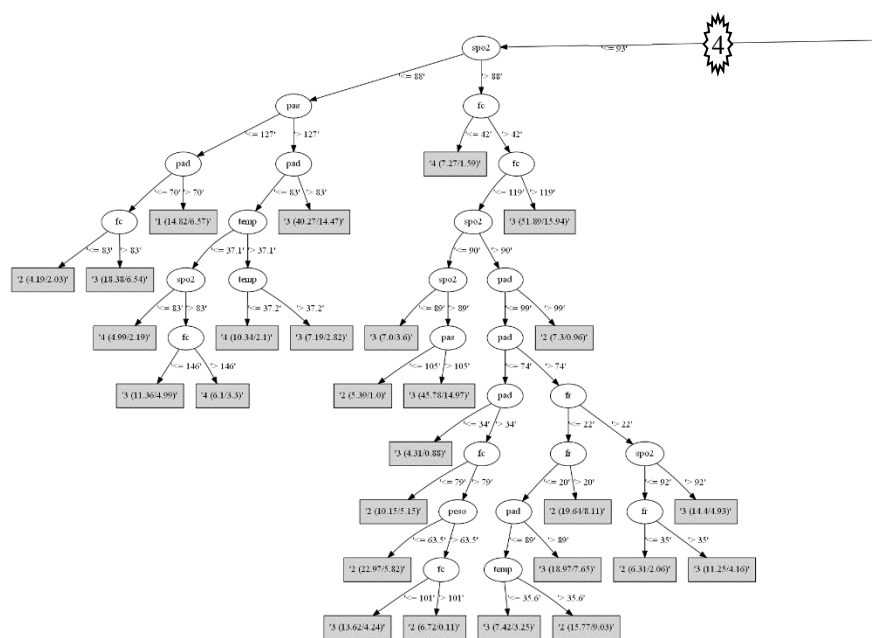 4
<= 93'
spo2
'<= 88' '> 88'
pas fc
'<= 127' '> 127' '<= 42' '> 42'
pad pad '4 (7.27/1.59)' fc
'<= 70' '> 70' '<= 83' '> 83' '<= 119' '> 119'
fc '1 (14.82/6.57)' temp '3 (40.27/14.47)' spo2 '3 (51.89/15.94)'
'<= 83' '> 83' '<= 37.1' '> 37.1' '<= 90' '> 90'
'2 (4.19/2.03)' '3 (18.38/6.54)' spo2 temp spo2 pad
'<= 83' '> 83' '<= 37.2' '> 37.2' '<= 89' '> 89' '<= 99' '> 99'
'4 (4.99/2.19)' fc '4 (10.34/2.1)' '3 (7.19/2.82)' '3 (7.0/3.6)' pas pad '2 (7.3/0.96)'
'<= 146' '> 146' '<= 105' '> 105' '<= 74' '> 74'
'3 (11.36/4.99)' '4 (6.1/3.3)' '2 (5.39/1.0)' '3 (45.78/14.97)' pad fr
'<= 34' '> 34' '<= 22' '> 22'
'3 (4.31/0.88)' fc fr spo2
'<= 79' '> 79' '<= 20' '> 20' '<= 92' '> 92'
'2 (10.15/5.15)' peso pad '2 (19.64/8.11)' fr '3 (14.4/4.93)'
'<= 63.5' '> 63.5' '<= 89' '> 89' '<= 35' '> 35'
'2 (22.97/5.82)' fc temp '3 (18.97/7.65)' '2 (6.31/2.06)' '3 (11.25/4.16)'
'<= 101' '> 101' '<= 35.6' '> 35.6'
'3 (13.62/4.24)' '2 (6.72/0.11)' '3 (7.42/3.25)' '2 (15.77/9.03)'